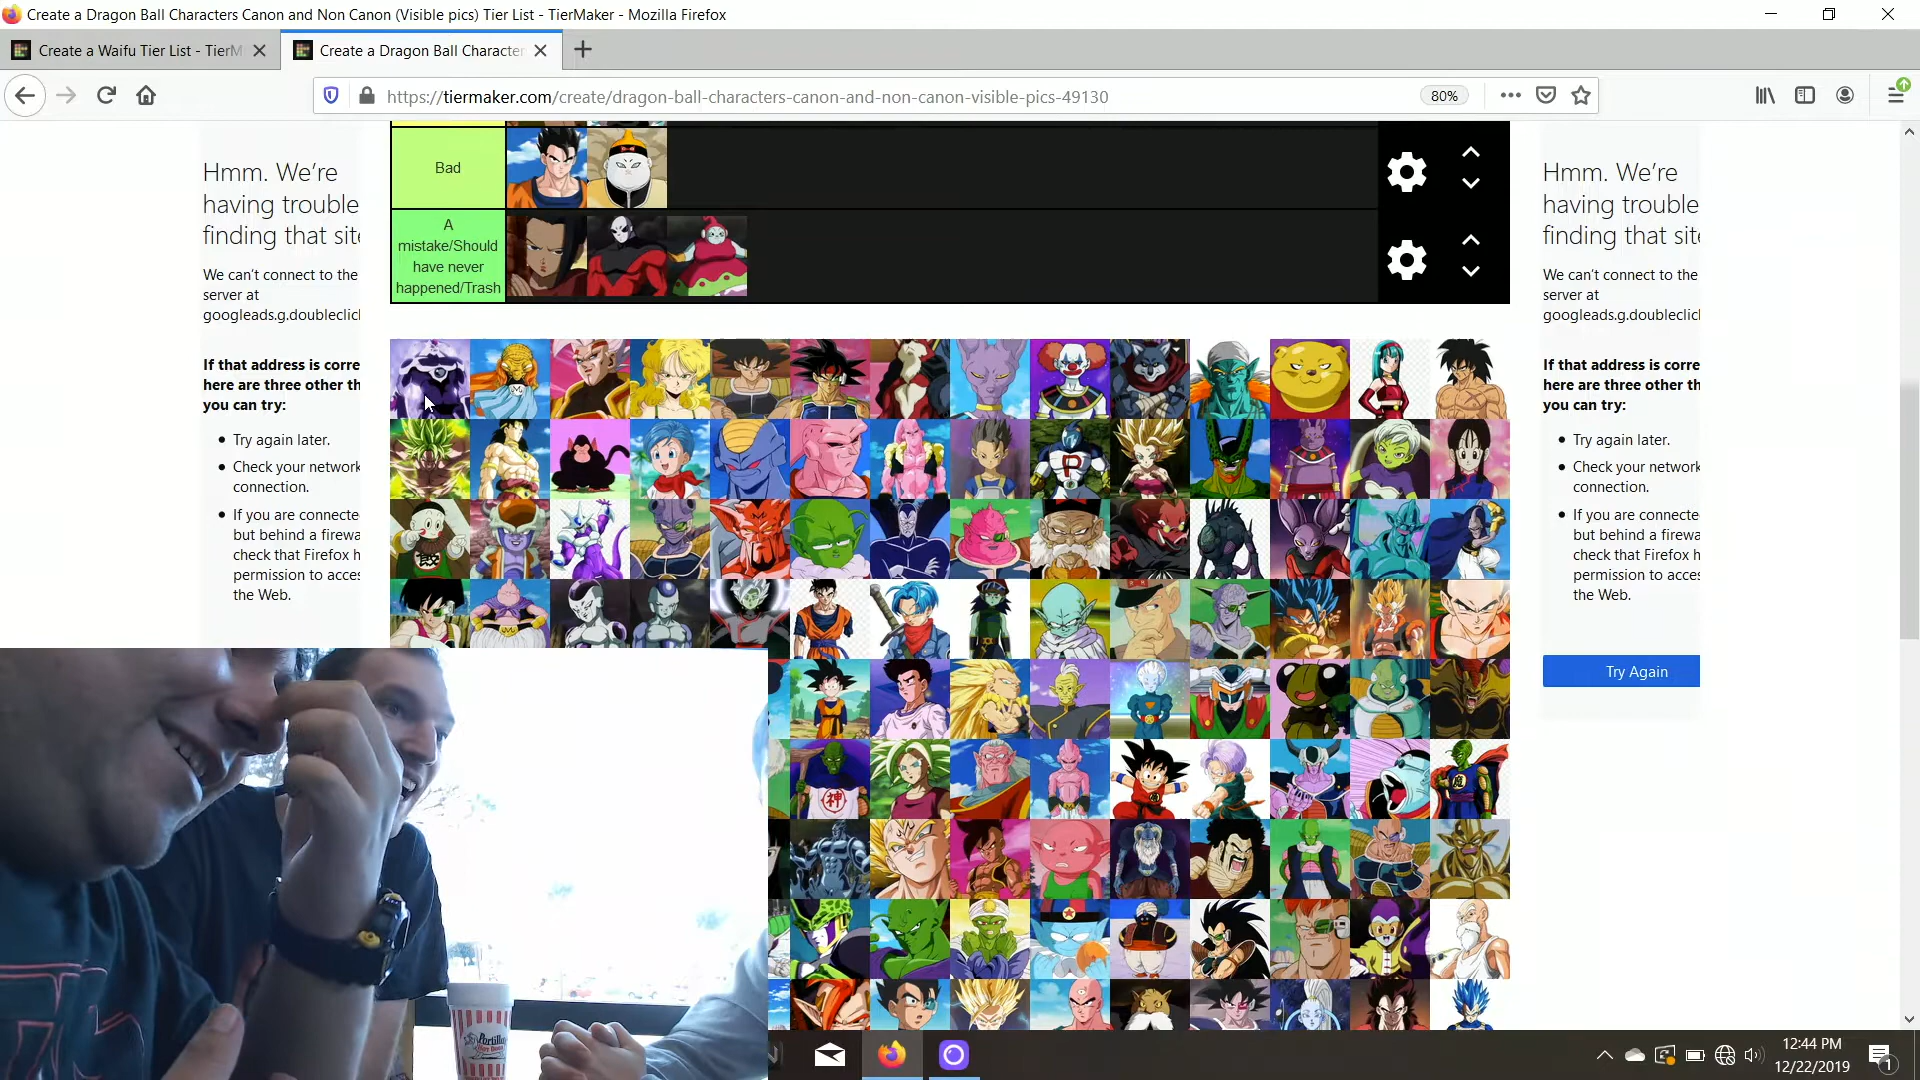 Create a Dragon Ball Characters Canon and Non Canon (Visible pics) Tier List - TierMaker - Mozilla Firefox
Create a Waifu Tier List - TierM
Create a Dragon Ball Character
https://tiermaker.com/create/dragon-ball-characters-canon-and-non-canon-visible-pics-49130
80%
Bad
A
mistake/Should
have never
happened/Trash
Hmm. We're
having trouble
finding that site
We can't connect to the
server at
googleads.g.doubleclic
If that address is corre
here are three other th
you can try:
Try again later.
Check your network
connection.
If you are connecte
but behind a firewa
check that Firefox h
permission to acces
the Web.
Hmm. We're
having trouble
finding that site
We can't connect to the
server at
googleads.g.doubleclic
If that address is corre
here are three other th
you can try:
Try again later.
Check your network
connection.
If you are connecte
but behind a firewa
check that Firefox h
permission to acces
the Web.
Try Again
P
神
魔
Portillo's
12:44 PM
12/22/2019
1